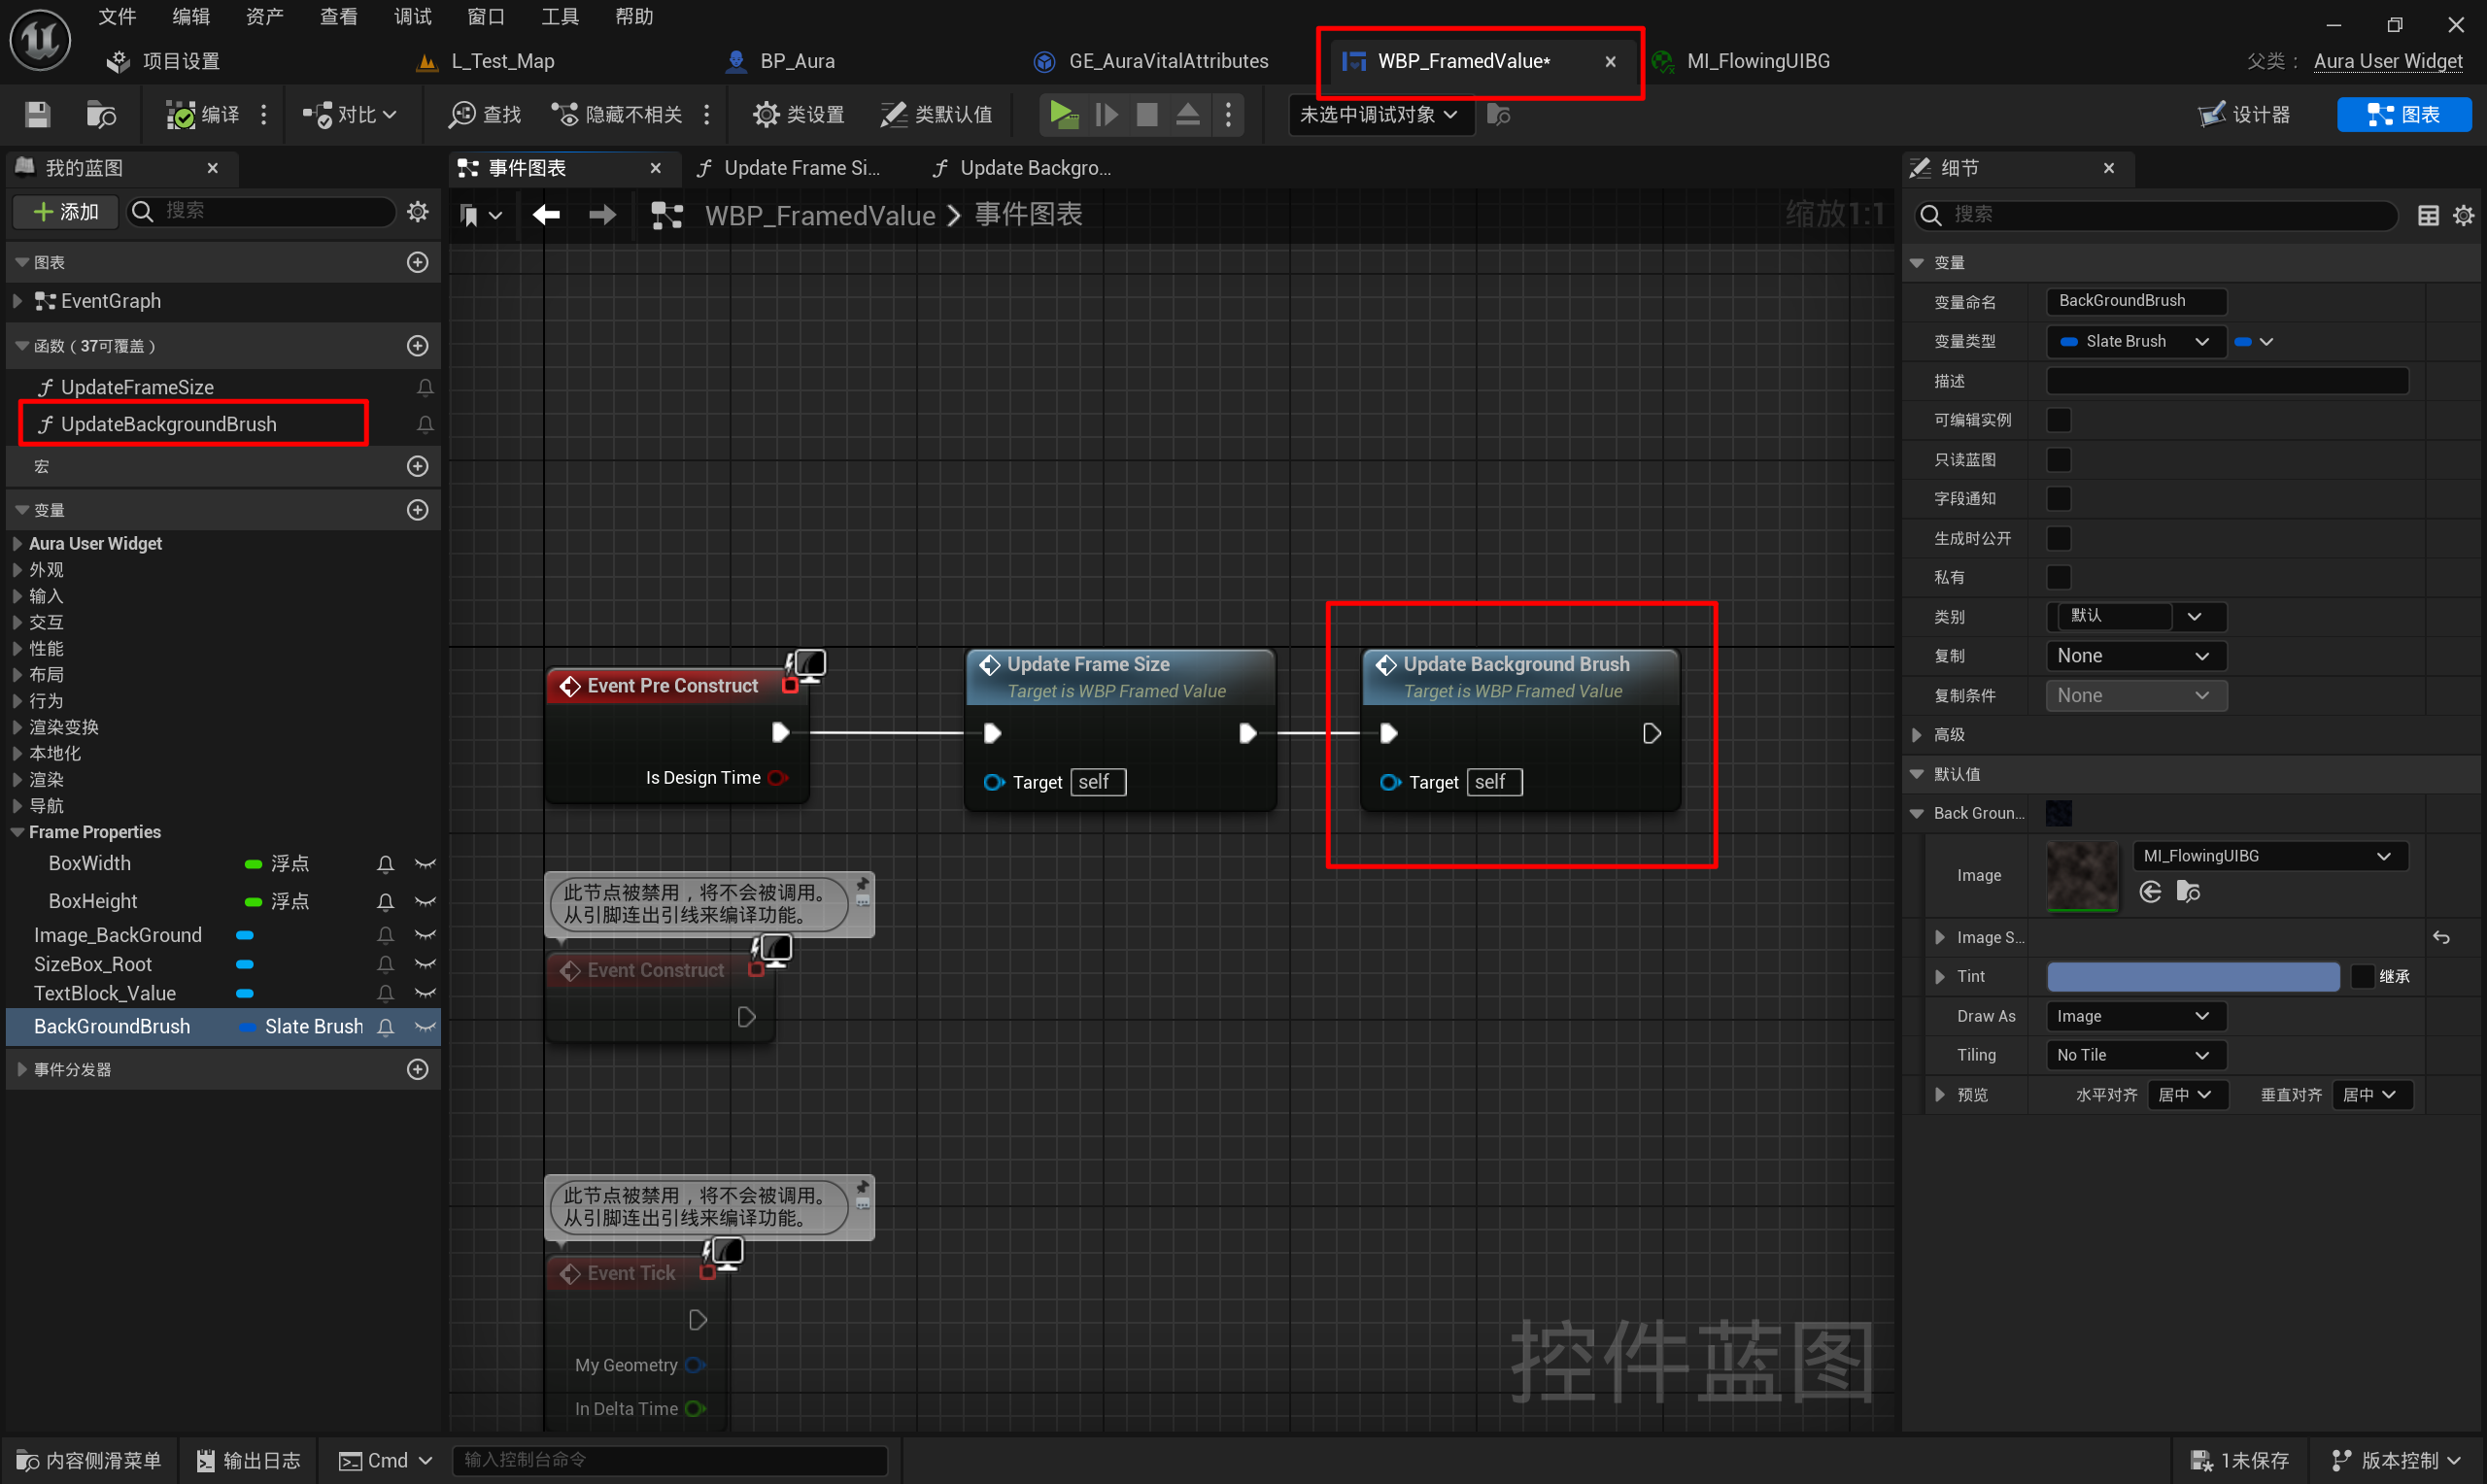 文件 编辑 资产 查看 调试 窗口 工具 帮助
项目设置 L_Test_Map BP_Aura GE_AuraVitalAttributes WBP_FramedValue* MI_FlowingUIBG 父类： Aura User Widget
编译 对比 查找 隐藏不相关 类设置 类默认值 未选中调试对象 设计器 图表
我的蓝图
添加 搜索
图表
EventGraph
函数（37可覆盖）
UpdateFrameSize
UpdateBackgroundBrush
宏
变量
Aura User Widget
外观
输入
交互
性能
布局
行为
渲染变换
本地化
渲染
导航
Frame Properties
BoxWidth 浮点
BoxHeight 浮点
Image_BackGround
SizeBox_Root
TextBlock_Value
BackGroundBrush Slate Brush
事件分发器
事件图表 Update Frame Si... Update Backgro...
WBP_FramedValue 事件图表 缩放1:1
Event Pre Construct
Is Design Time
Update Frame Size
Target is WBP Framed Value
Target self
Update Background Brush
Target is WBP Framed Value
Target self
此节点被禁用，将不会被调用。
从引脚连出引线来编译功能。
Event Construct
此节点被禁用，将不会被调用。
从引脚连出引线来编译功能。
Event Tick
My Geometry
In Delta Time
控件蓝图
细节
搜索
变量
变量命名 BackGroundBrush
变量类型 Slate Brush
描述
可编辑实例
只读蓝图
字段通知
生成时公开
私有
类别 默认
复制 None
复制条件 None
高级
默认值
Back Groun...
Image MI_FlowingUIBG
Image S...
Tint 继承
Draw As Image
Tiling No Tile
预览 水平对齐 居中 垂直对齐 居中
内容侧滑菜单 输出日志 Cmd 输入控制台命令 1未保存 版本控制